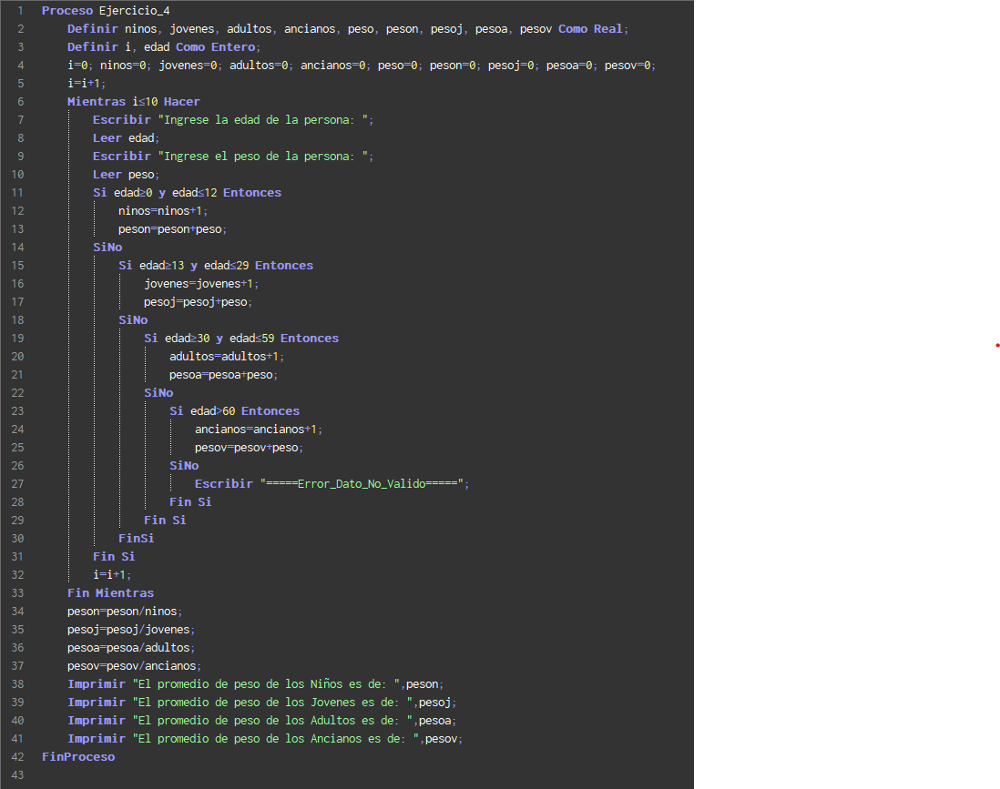 1 Proceso Ejercicio_4
2 Definir ninos, jovenes, adultos, ancianos, peso, peson, pesoj, pesoa, pesov Como Real;
3 Definir i, edad Como Entero;
4 i=0; ninos=0; jovenes=0; adultos=0; ancianos=0; peso=0; peson=0; pesoj=0; pesoa=0; pesov=0;
5 i=i+1;
6 Mientras i≤10 Hacer
7 Escribir "Ingrese la edad de la persona: ";
8 Leer edad;
9 Escribir "Ingrese el peso de la persona: ";
10 Leer peso;
11 Si edad≥0 y edad≤12 Entonces
12 ninos=ninos+1;
13 peson=peson+peso;
14 SiNo
15 Si edad≥13 y edad≤29 Entonces
16 jovenes=jovenes+1;
17 pesoj=pesoj+peso;
18 SiNo
19 Si edad≥30 y edad≤59 Entonces
20 adultos=adultos+1;
21 pesoa=pesoa+peso;
22 SiNo
23 Si edad>60 Entonces
24 ancianos=ancianos+1;
25 pesov=pesov+peso;
26 SiNo
27 Escribir "=====Error_Dato_No_Valido=====";
28 Fin Si
29 Fin Si
30 FinSi
31 Fin Si
32 i=i+1;
33 Fin Mientras
34 peson=peson/ninos;
35 pesoj=pesoj/jovenes;
36 pesoa=pesoa/adultos;
37 pesov=pesov/ancianos;
38 Imprimir "El promedio de peso de los Niños es de: ",peson;
39 Imprimir "El promedio de peso de los Jovenes es de: ",pesoj;
40 Imprimir "El promedio de peso de los Adultos es de: ",pesoa;
41 Imprimir "El promedio de peso de los Ancianos es de: ",pesov;
42 FinProceso
43